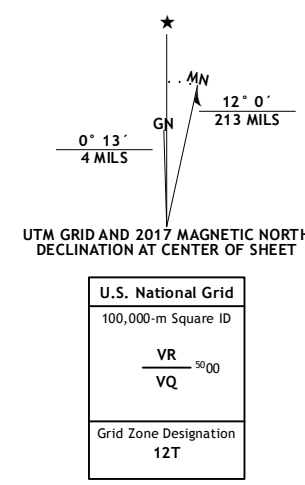 ★
MN
GN
12° 0´
213 MILS
0° 13´
4 MILS
UTM GRID AND 2017 MAGNETIC NORTH
DECLINATION AT CENTER OF SHEET
U.S. National Grid
100,000-m Square ID
VR
5000
VQ
Grid Zone Designation
12T